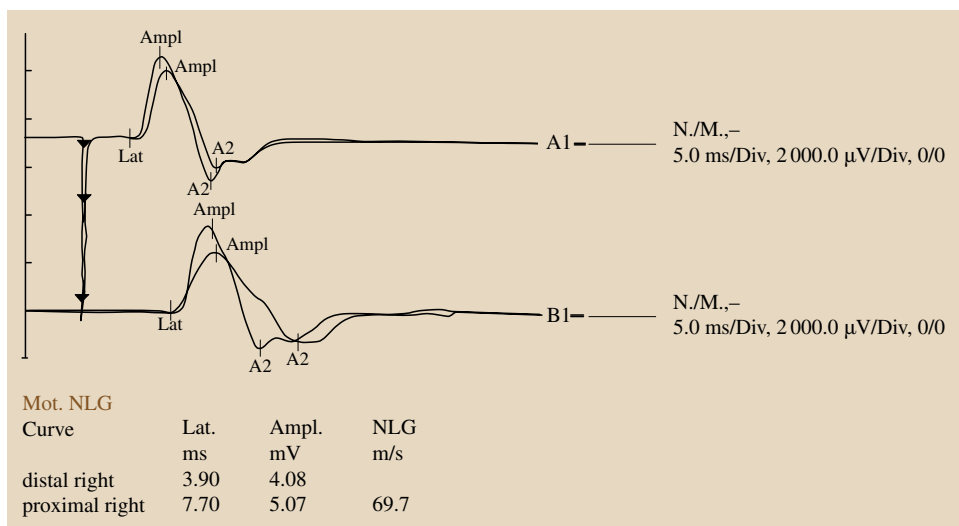 Ampl
Ampl
Lat
A2
A2
A1
N./M.,–
5.0 ms/Div, 2 000.0 µV/Div, 0/0
Ampl
Ampl
Lat
A2
A2
B1
N./M.,–
5.0 ms/Div, 2 000.0 µV/Div, 0/0
Mot. NLG
Curve Lat. Ampl. NLG
ms mV m/s
distal right 3.90 4.08
proximal right 7.70 5.07 69.7